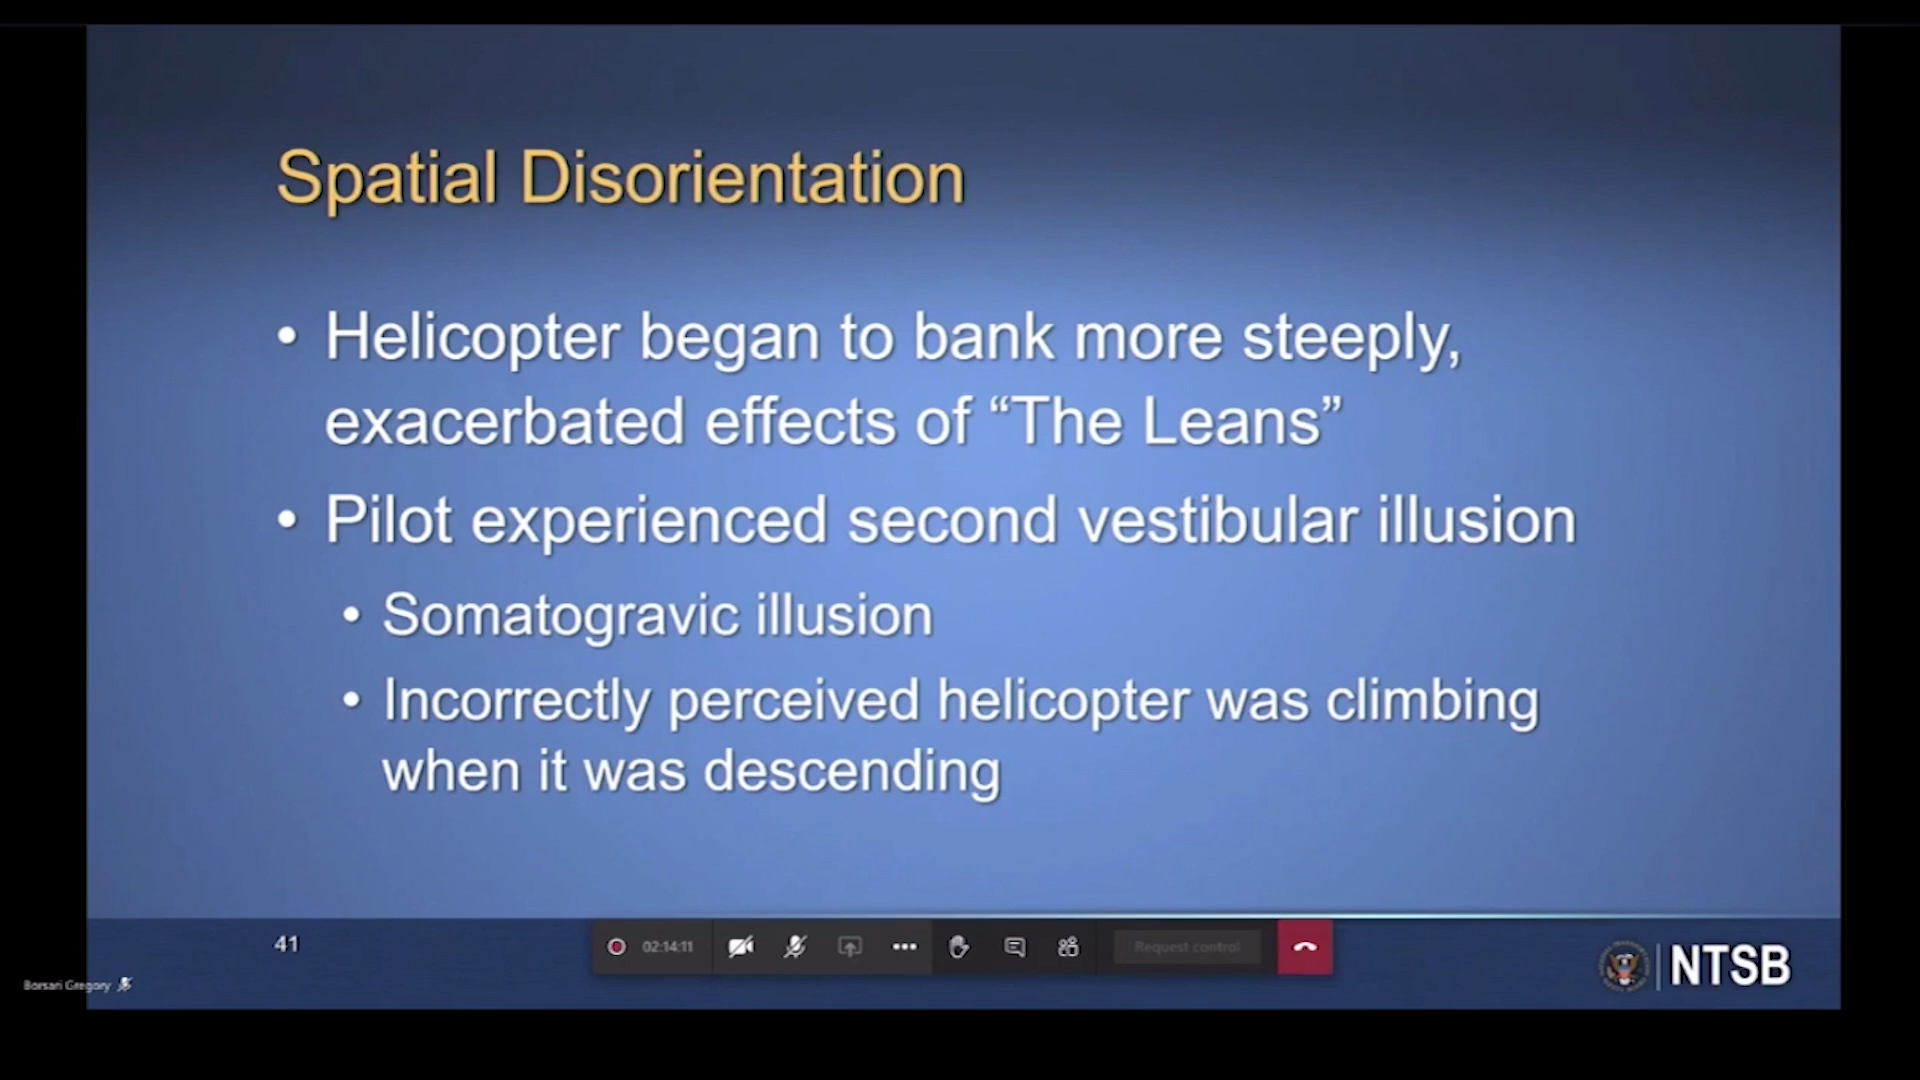 Spatial Disorientation
• Helicopter began to bank more steeply,
exacerbated effects of “The Leans”
• Pilot experienced second vestibular illusion
• Somatogravic illusion
• Incorrectly perceived helicopter was climbing
when it was descending
41
02:14:11
Request control
NTSB
Borsari Gregory